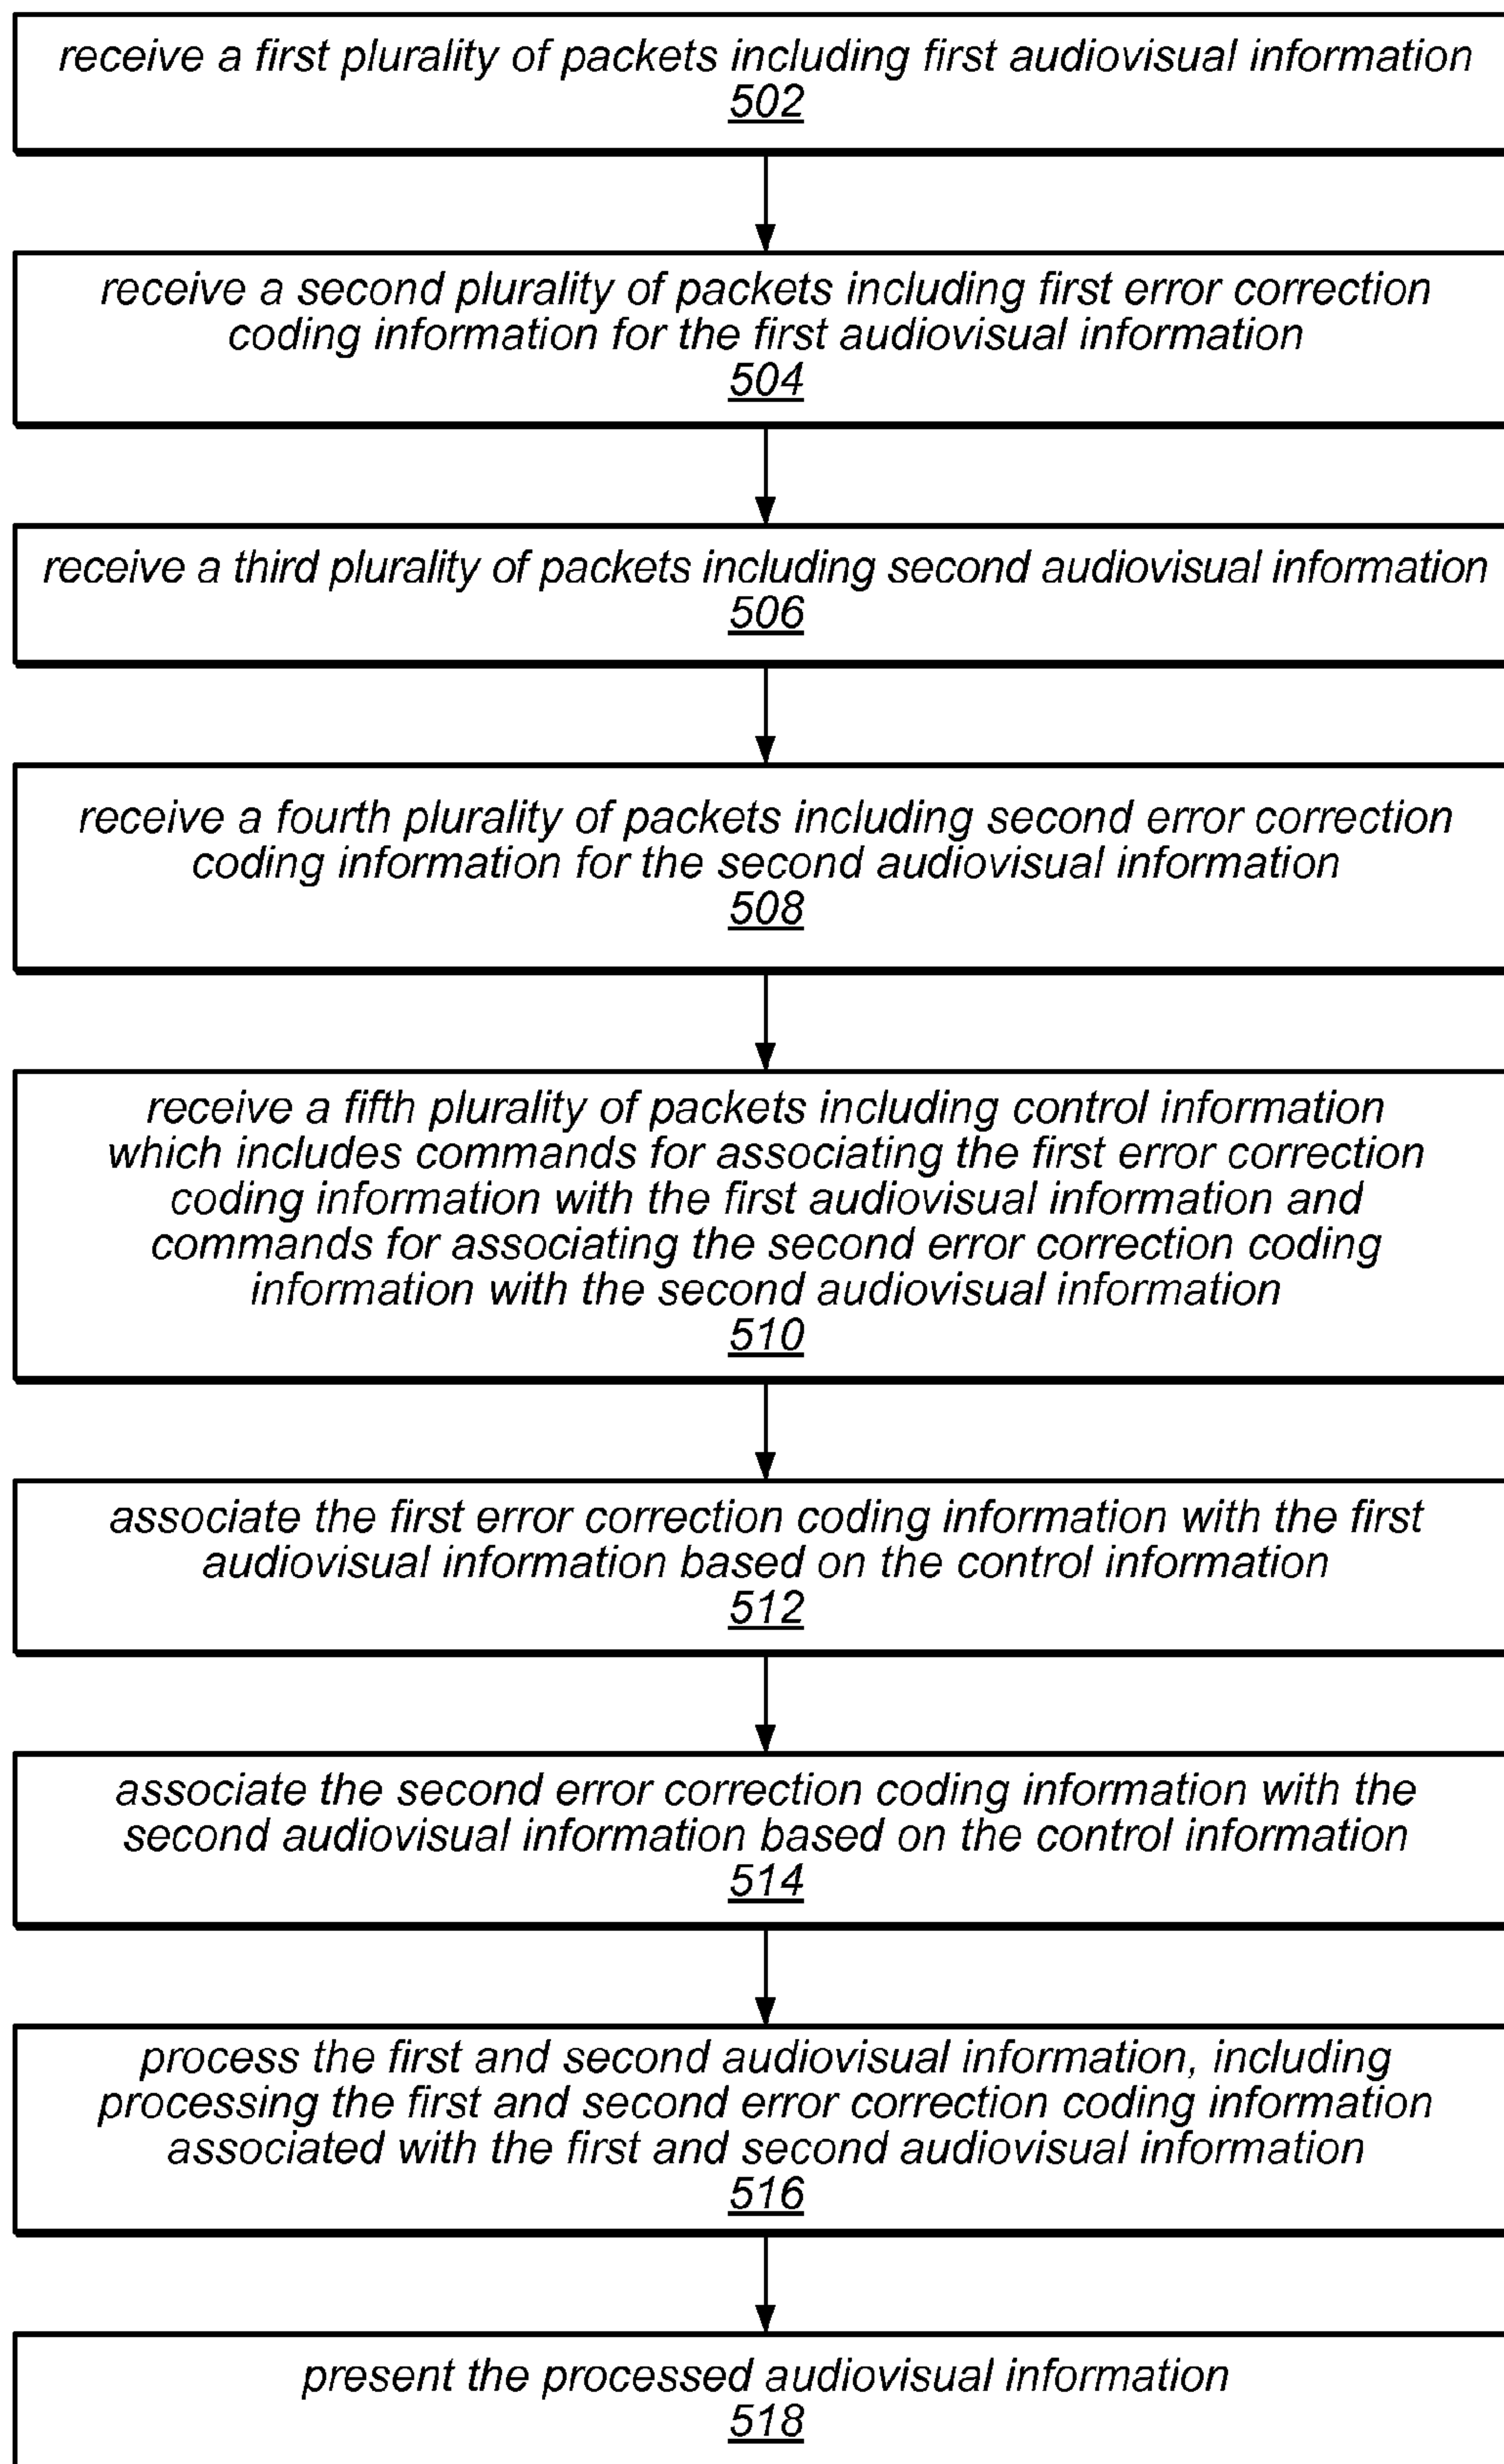 receive a first plurality of packets including first audiovisual information
502
receive a second plurality of packets including first error correction
coding information for the first audiovisual information
504
receive a third plurality of packets including second audiovisual information
506
receive a fourth plurality of packets including second error correction
coding information for the second audiovisual information
508
receive a fifth plurality of packets including control information
which includes commands for associating the first error correction
coding information with the first audiovisual information and
commands for associating the second error correction coding
information with the second audiovisual information
510
associate the first error correction coding information with the first
audiovisual information based on the control information
512
associate the second error correction coding information with the
second audiovisual information based on the control information
514
process the first and second audiovisual information, including
processing the first and second error correction coding information
associated with the first and second audiovisual information
516
present the processed audiovisual information
518